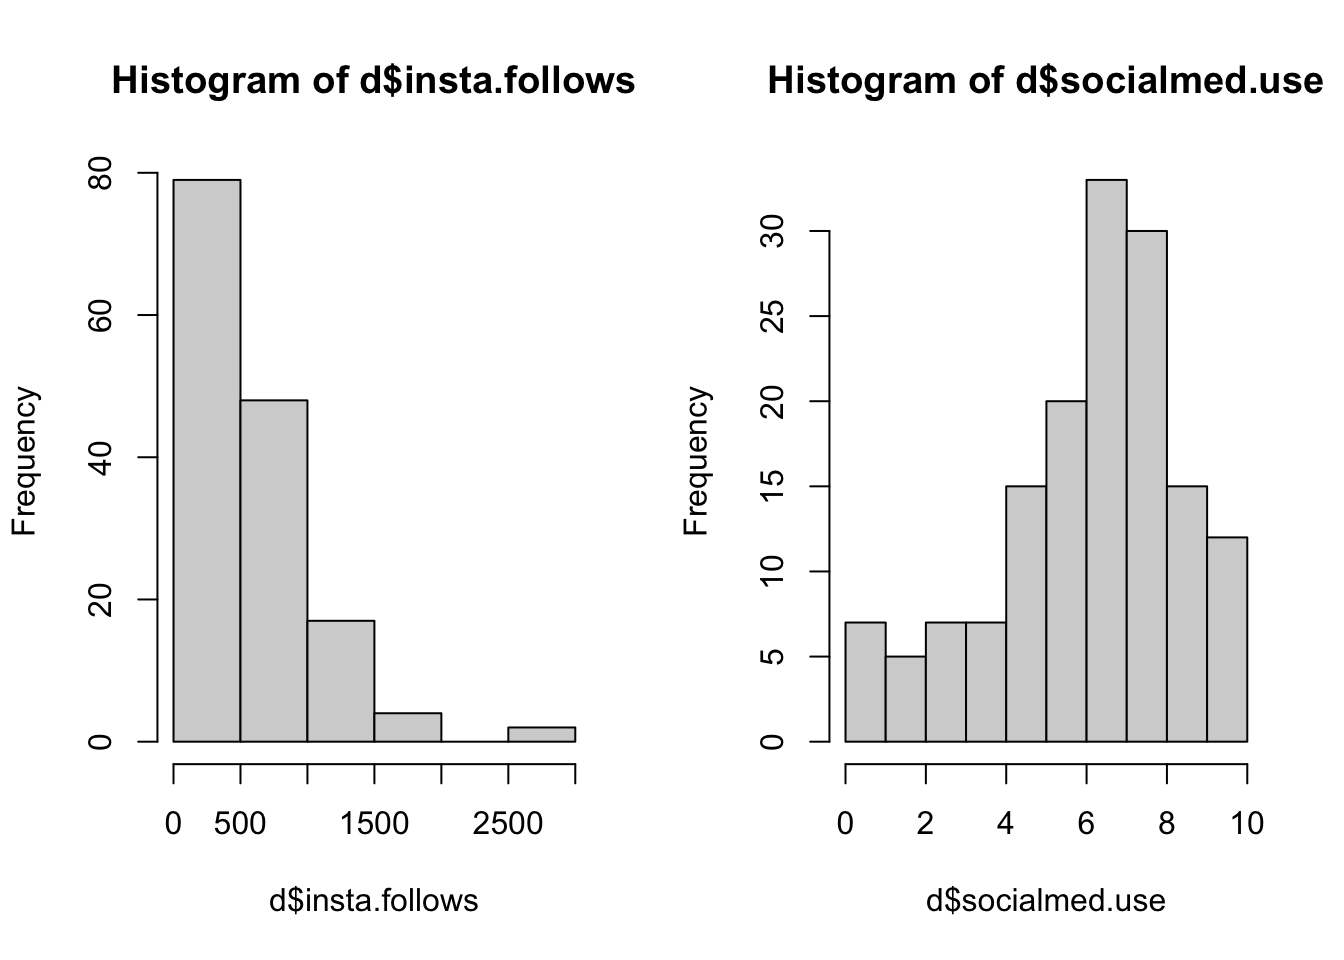 Histogram of d$insta.follows
Frequency
80
60
40
20
0
0 500 1500 2500
d$insta.follows
Histogram of d$socialmed.use
Frequency
30
25
20
15
10
5
0
0 2 4 6 8 10
d$socialmed.use